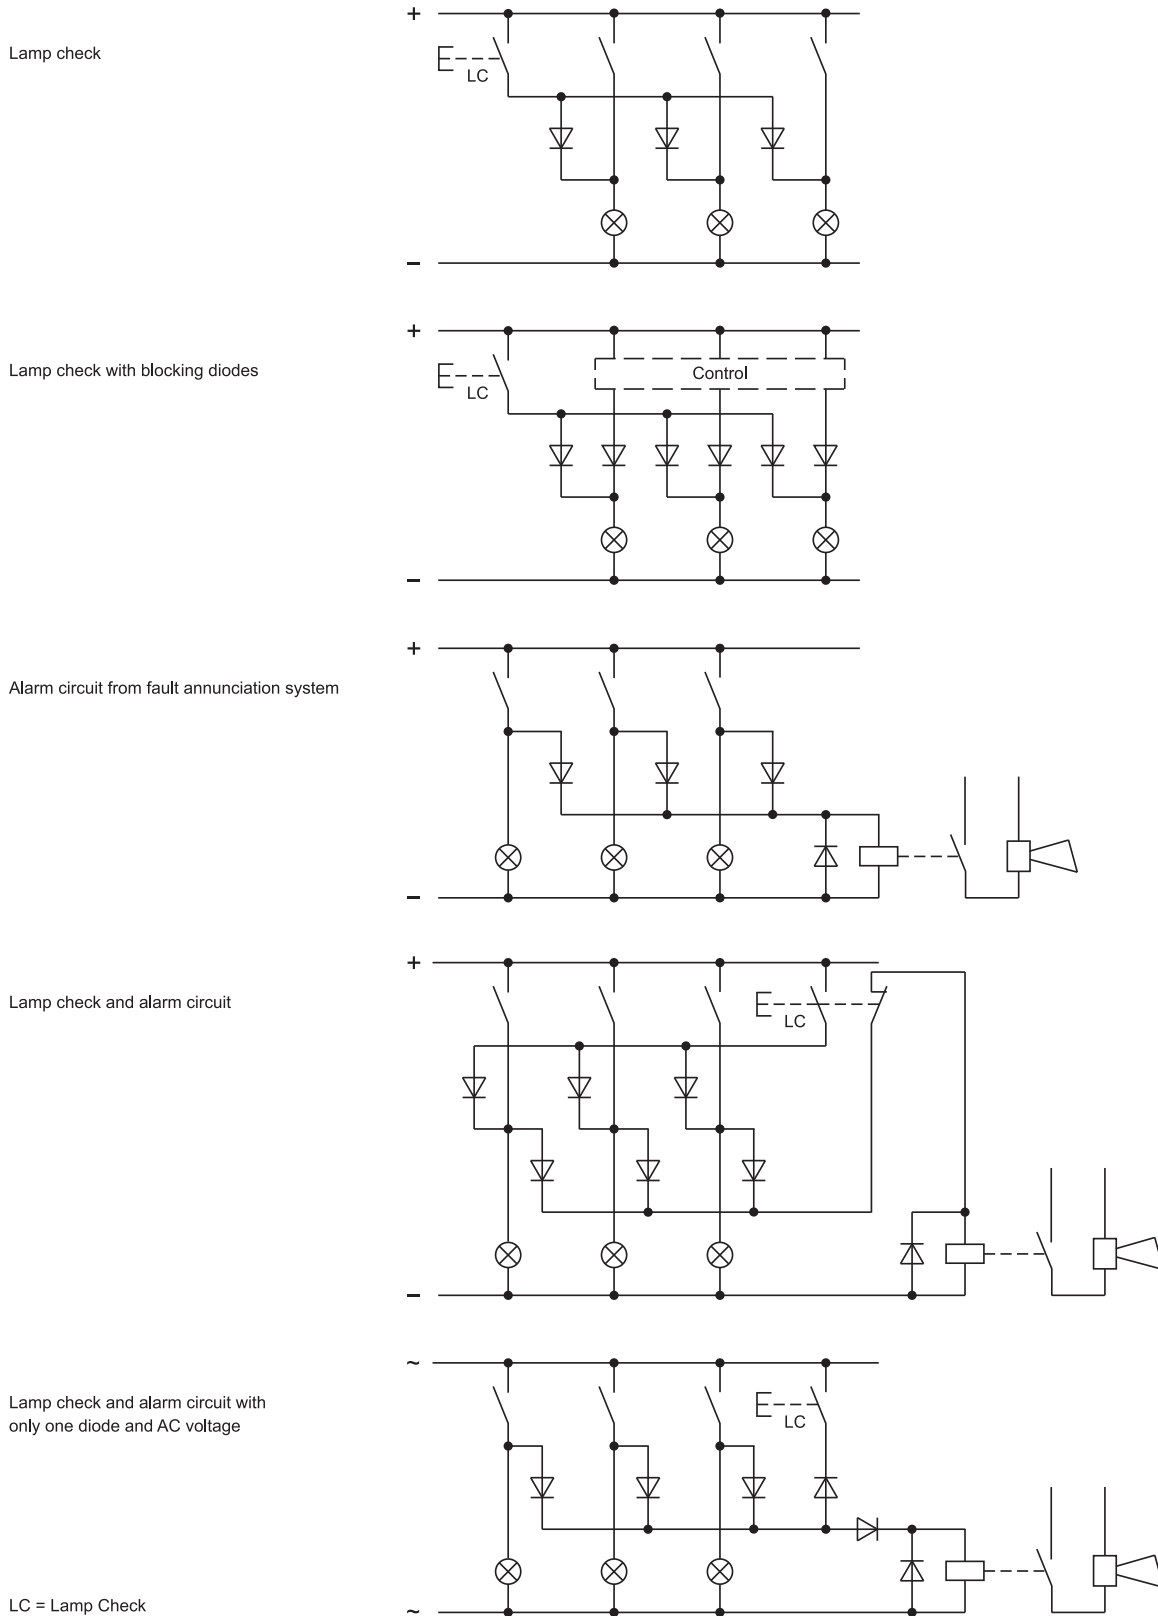 +
Lamp check
LC
−
+
Lamp check with blocking diodes
Control
LC
−
+
Alarm circuit from fault annunciation system
−
+
Lamp check and alarm circuit
LC
−
~
Lamp check and alarm circuit with
only one diode and AC voltage
LC
LC = Lamp Check
~